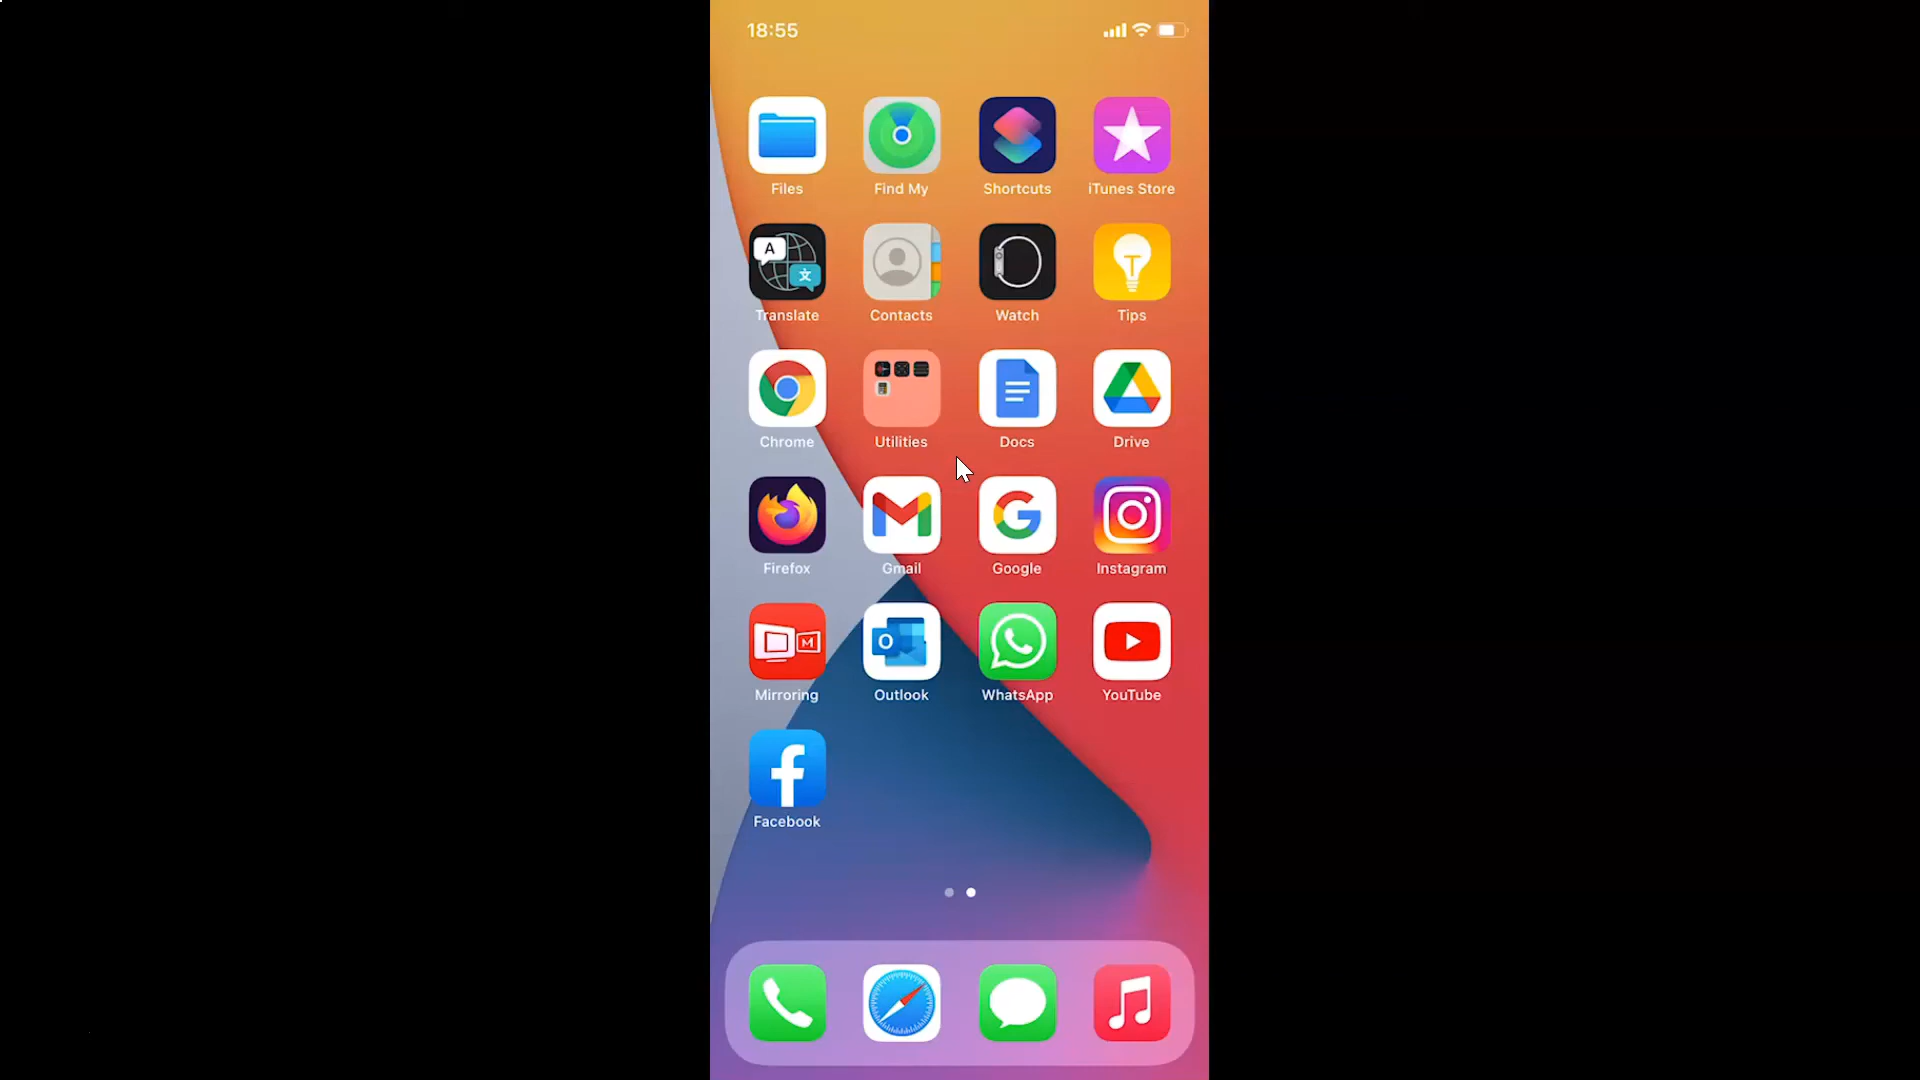 18:55
Files Find My Shortcuts iTunes Store
A 文 T
Translate Contacts Watch Tips
Chrome Utilities Docs Drive
Firefox Gmail Google Instagram
M O
Mirroring Outlook WhatsApp YouTube
Facebook